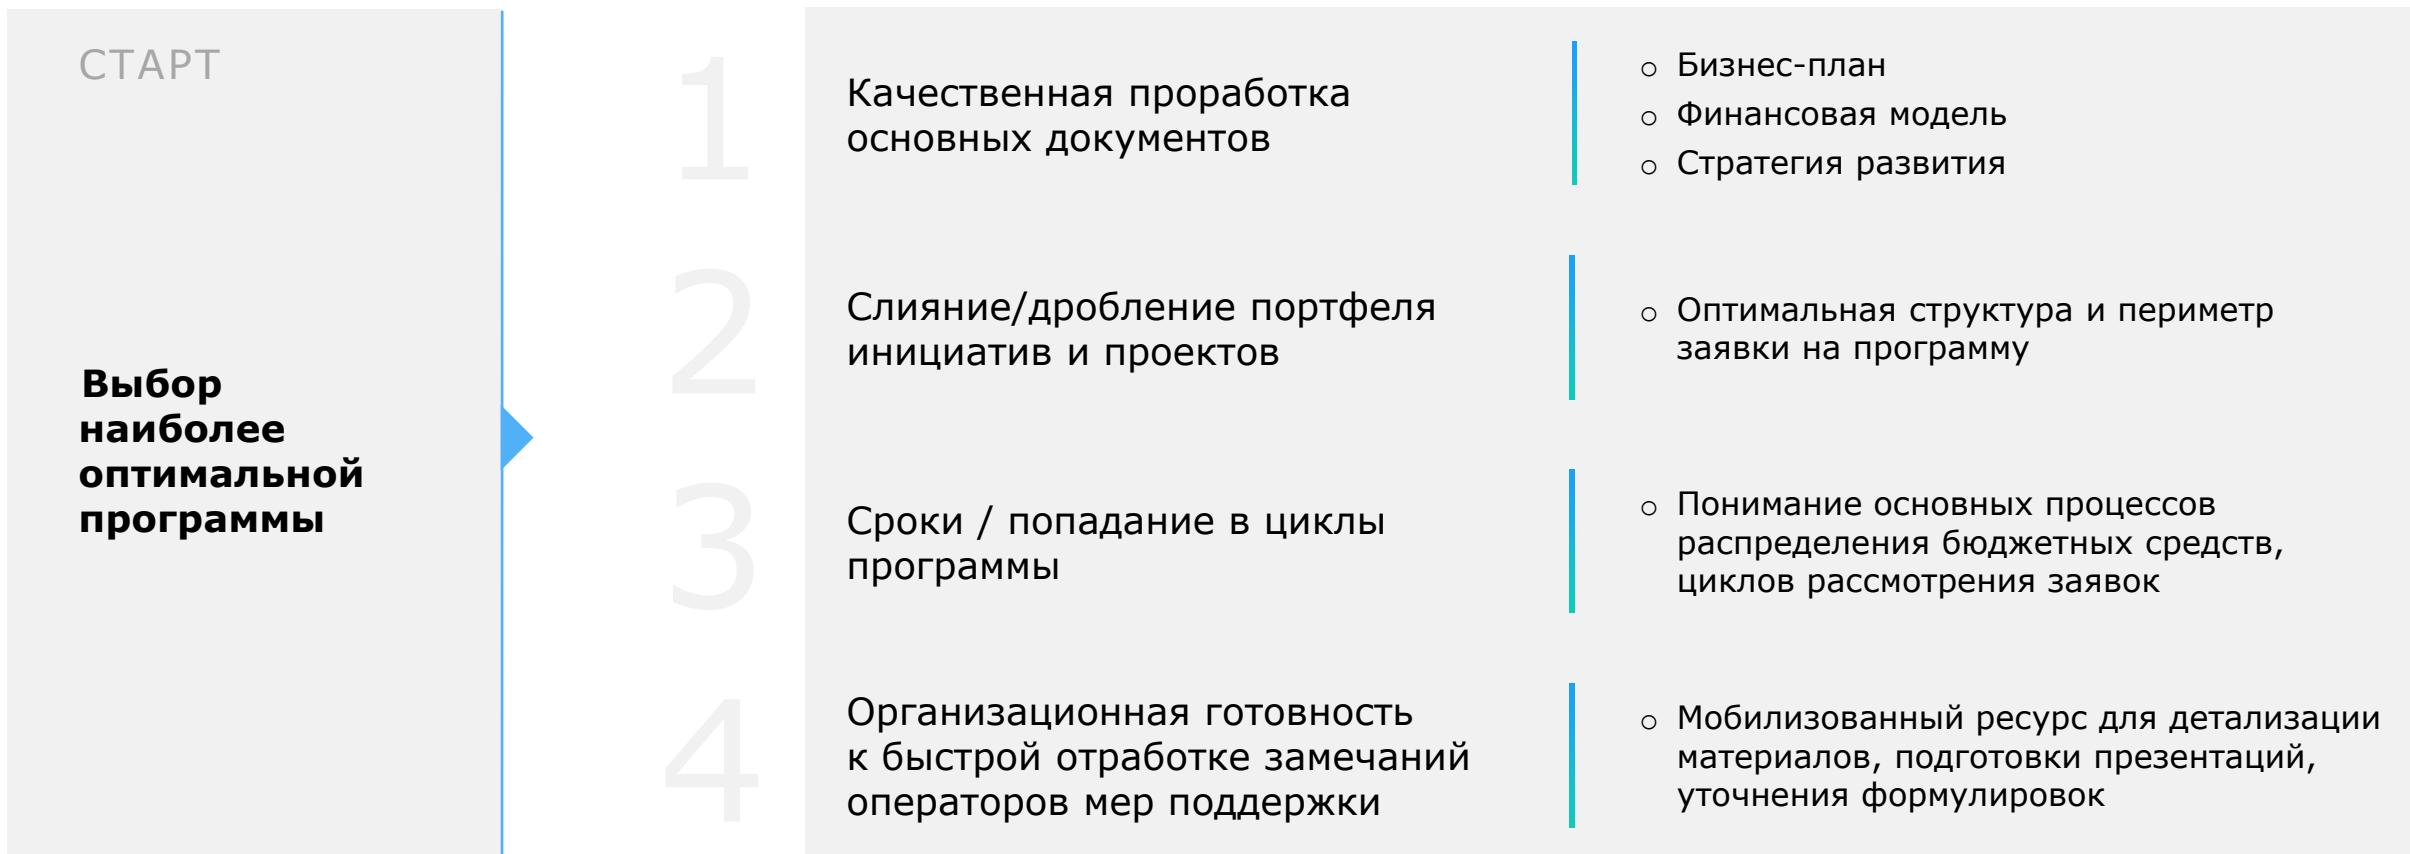 СТАРТ
Выбор
наиболее
оптимальной
программы
1
Качественная проработка
основных документов
○ Бизнес-план
○ Финансовая модель
○ Стратегия развития
2
Слияние/дробление портфеля
инициатив и проектов
○ Оптимальная структура и периметр
заявки на программу
3
Сроки / попадание в циклы
программы
○ Понимание основных процессов
распределения бюджетных средств,
циклов рассмотрения заявок
4
Организационная готовность
к быстрой отработке замечаний
операторов мер поддержки
○ Мобилизованный ресурс для детализации
материалов, подготовки презентаций,
уточнения формулировок